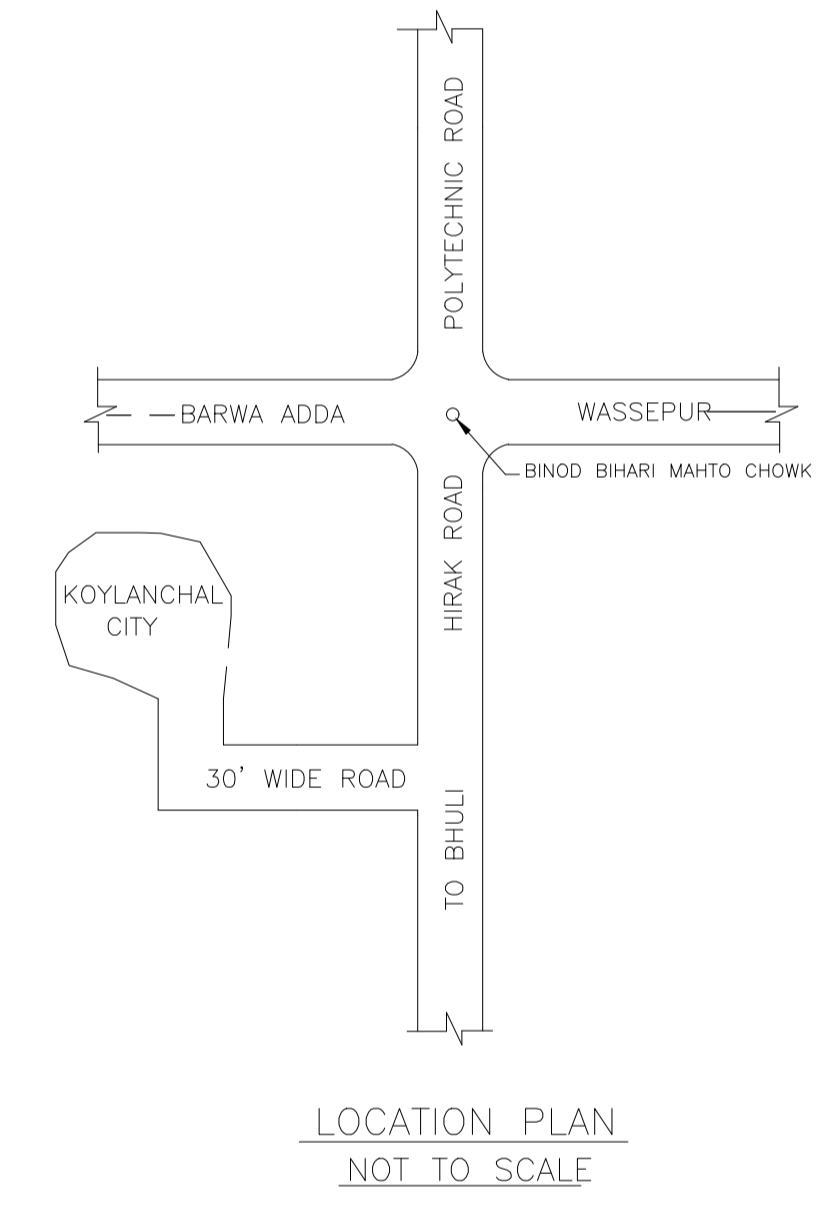 POLYTECHNIC ROAD
BARWA ADDA
WASSEPUR
BINOD BIHARI MAHTO CHOWK
HIRAK ROAD
KOYLANCHAL
CITY
30' WIDE ROAD
TO BHULI
LOCATION PLAN
NOT TO SCALE